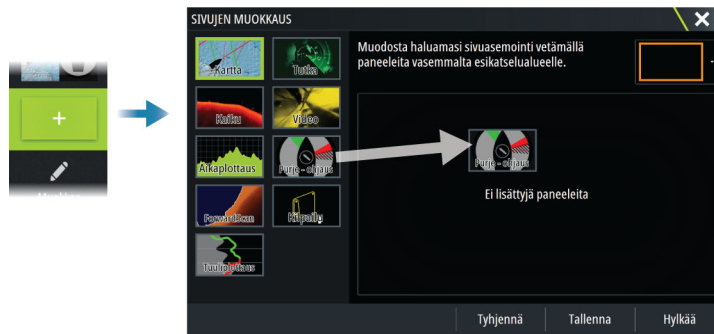 SIVUJEN MUOKKAUS
Muodosta haluamasi sivuasemointi vetämällä
paneeleita vasemmalta esikatselualueelle.
Kartta
Tutka
Kaiku
Video
Aikaplottaus
Purje - ohjaus
Purje - ohjaus
ForwardScan
Kilpailu
Tuuliplottaus
Ei lisättyjä paneeleita
Tyhjennä
Tallenna
Hylkää